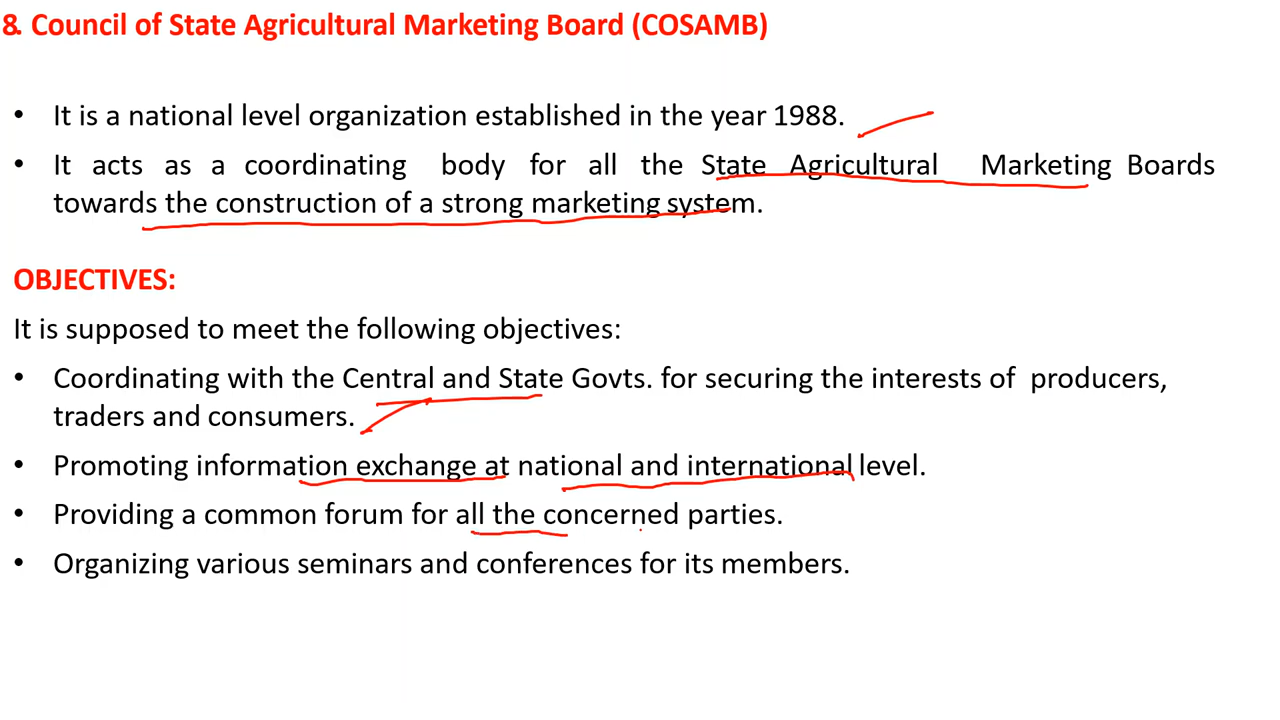 8. Council of State Agricultural Marketing Board (COSAMB)
• It is a national level organization established in the year 1988.
• It acts as a coordinating body for all the State Agricultural Marketing Boards
towards the construction of a strong marketing system.
OBJECTIVES:
It is supposed to meet the following objectives:
• Coordinating with the Central and State Govts. for securing the interests of producers,
traders and consumers.
• Promoting information exchange at national and international level.
• Providing a common forum for all the concerned parties.
• Organizing various seminars and conferences for its members.